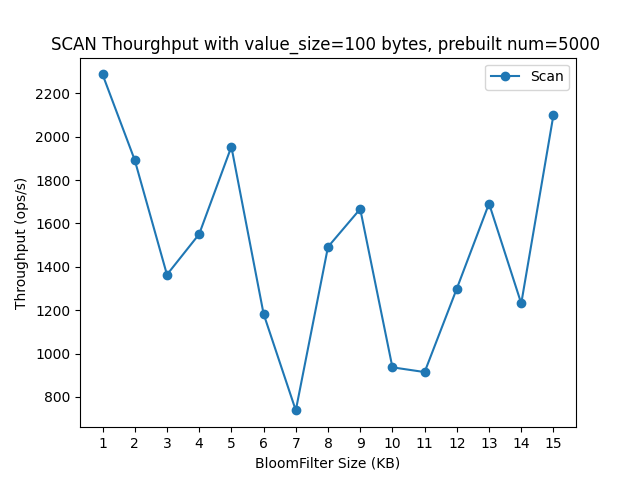 SCAN Thourghput with value_size=100 bytes, prebuilt num=5000
Scan
Throughput (ops/s)
2200
2000
1800
1600
1400
1200
1000
800
1 2 3 4 5 6 7 8 9 10 11 12 13 14 15
BloomFilter Size (KB)